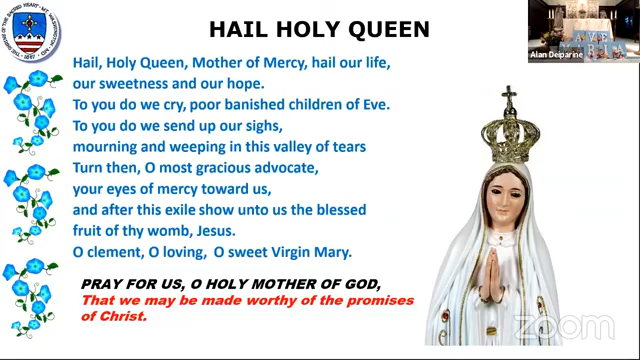 HAIL HOLY QUEEN
Hail, Holy Queen, Mother of Mercy, hail our life,
our sweetness and our hope.
To you do we cry, poor banished children of Eve.
To you do we send up our sighs,
mourning and weeping in this valley of tears
Turn then, O most gracious advocate,
your eyes of mercy toward us,
and after this exile show unto us the blessed
fruit of thy womb, Jesus.
O clement, O loving, O sweet Virgin Mary.
PRAY FOR US, O HOLY MOTHER OF GOD,
That we may be made worthy of the promises
of Christ.
Alan Deiparine
AVE
MARIA
zoom